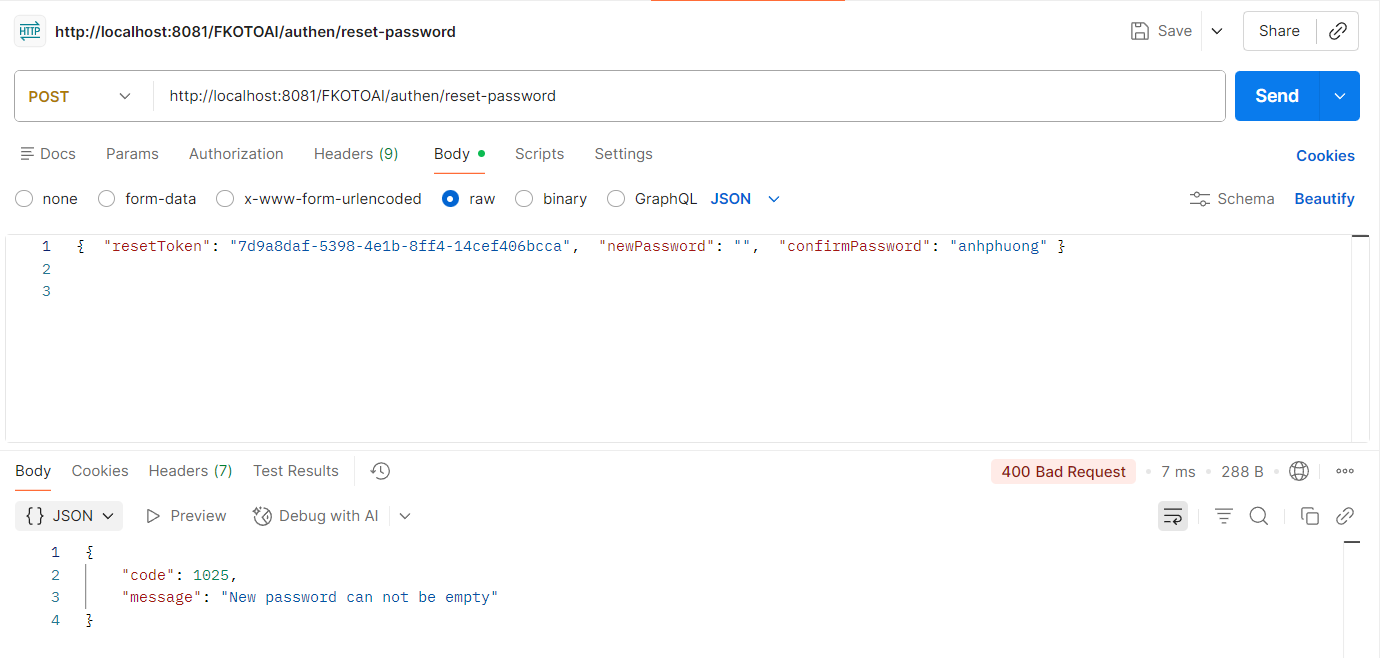 HTTP http://localhost:8081/FKOTOAI/authen/reset-password Save Share
POST http://localhost:8081/FKOTOAI/authen/reset-password Send
Docs Params Authorization Headers (9) Body Scripts Settings Cookies
none form-data x-www-form-urlencoded raw binary GraphQL JSON Schema Beautify
1 { "resetToken": "7d9a8daf-5398-4e1b-8ff4-14cef406bcca", "newPassword": "", "confirmPassword": "anhphuong" }
2
3
Body Cookies Headers (7) Test Results 400 Bad Request 7 ms 288 B
{} JSON Preview Debug with AI
1 {
2 "code": 1025,
3 "message": "New password can not be empty"
4 }